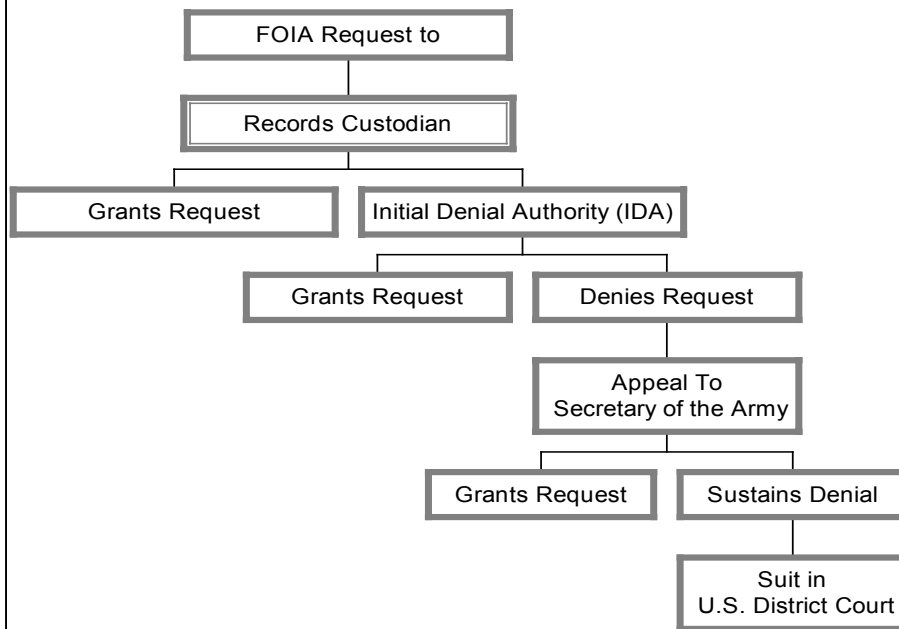 FOIA Request to
Records Custodian
Grants Request
Initial Denial Authority (IDA)
Grants Request
Denies Request
Appeal To
Secretary of the Army
Grants Request
Sustains Denial
Suit in
U.S. District Court